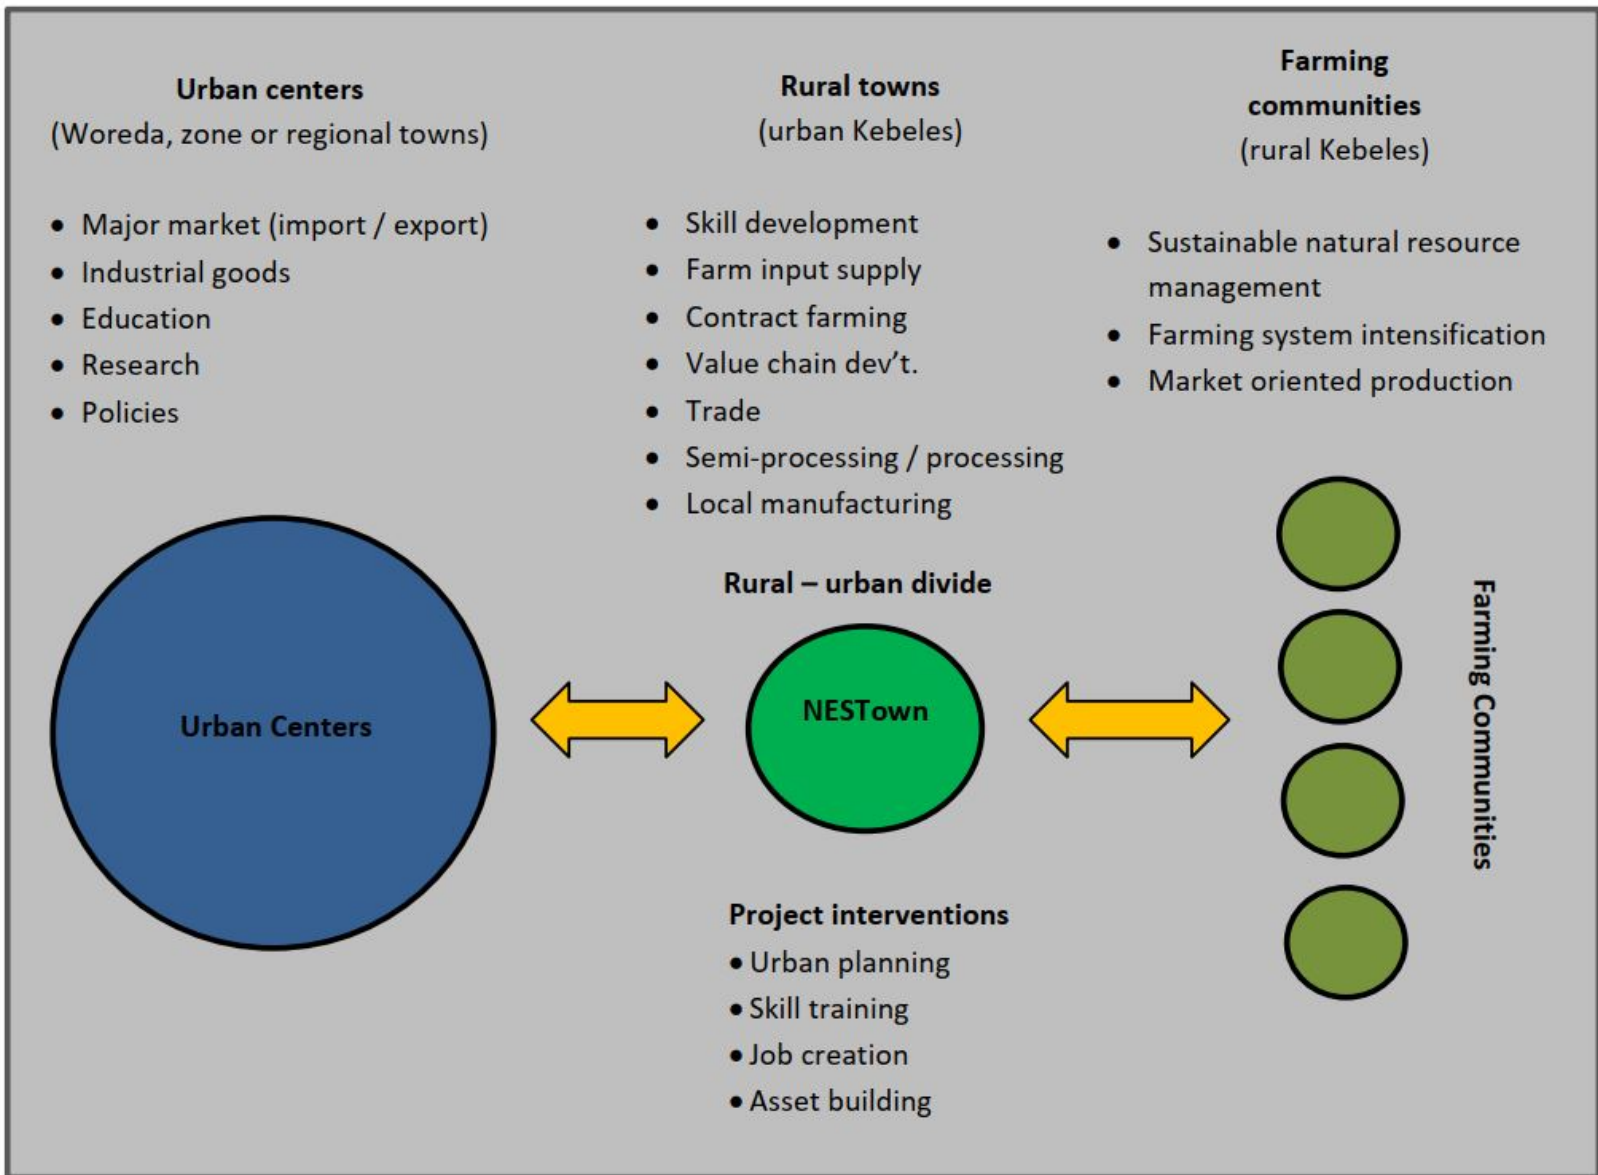 Urban centers
(Woreda, zone or regional towns)
• Major market (import / export)
• Industrial goods
• Education
• Research
• Policies
Rural towns
(urban Kebeles)
• Skill development
• Farm input supply
• Contract farming
• Value chain dev’t.
• Trade
• Semi-processing / processing
• Local manufacturing
Farming
communities
(rural Kebeles)
• Sustainable natural resource
management
• Farming system intensification
• Market oriented production
Rural – urban divide
Urban Centers
NESTown
Farming Communities
Project interventions
• Urban planning
• Skill training
• Job creation
• Asset building